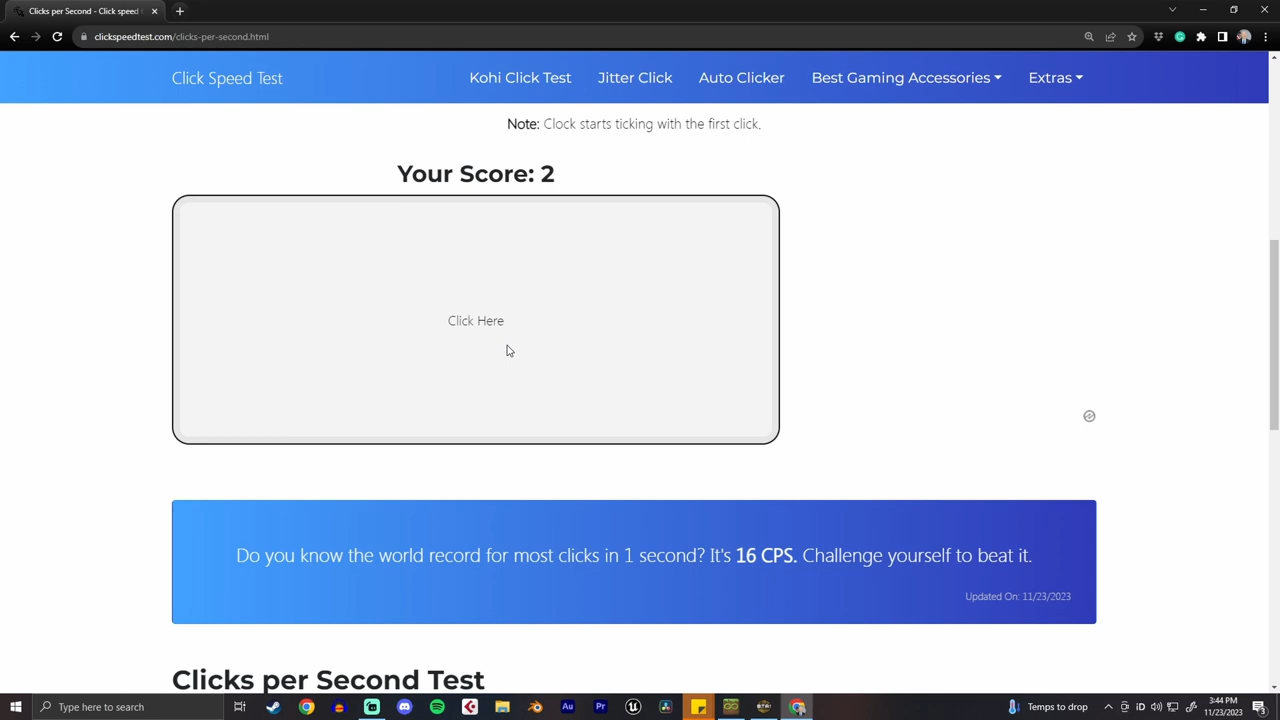 Clicks per Second - Click speed t
clickspeedtest.com/clicks-per-second.html
Click Speed Test
Kohi Click Test
Jitter Click
Auto Clicker
Best Gaming Accessories
Extras
Note: Clock starts ticking with the first click.
Your Score: 2
Click Here
Do you know the world record for most clicks in 1 second? It's 16 CPS. Challenge yourself to beat it.
Updated On: 11/23/2023
Clicks per Second Test
Type here to search
Au
Pr
Temps to drop
3:44 PM
11/23/2023